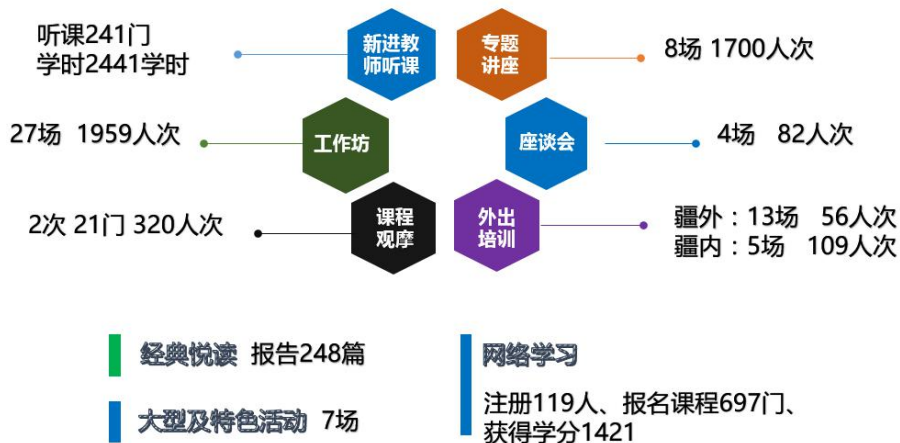 听课241门
学时2441学时
新进教
师听课
专题
讲座
8场 1700人次
27场 1959人次
工作坊
座谈会
4场 82人次
2次 21门 320人次
课程
观摩
外出
培训
疆外：13场 56人次
疆内：5场 109人次
经典悦读 报告248篇
大型及特色活动 7场
网络学习
注册119人、报名课程697门、
获得学分1421